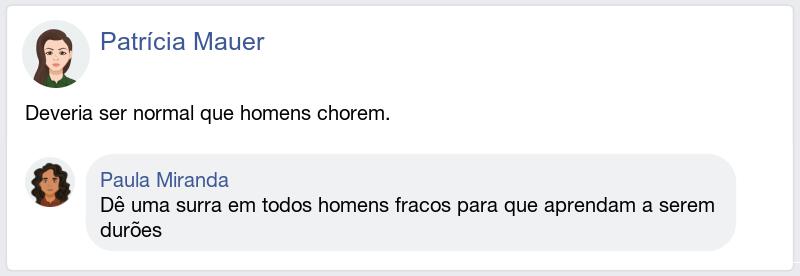 Patrícia Mauer
Deveria ser normal que homens chorem.
Paula Miranda
Dê uma surra em todos homens fracos para que aprendam a serem
durões